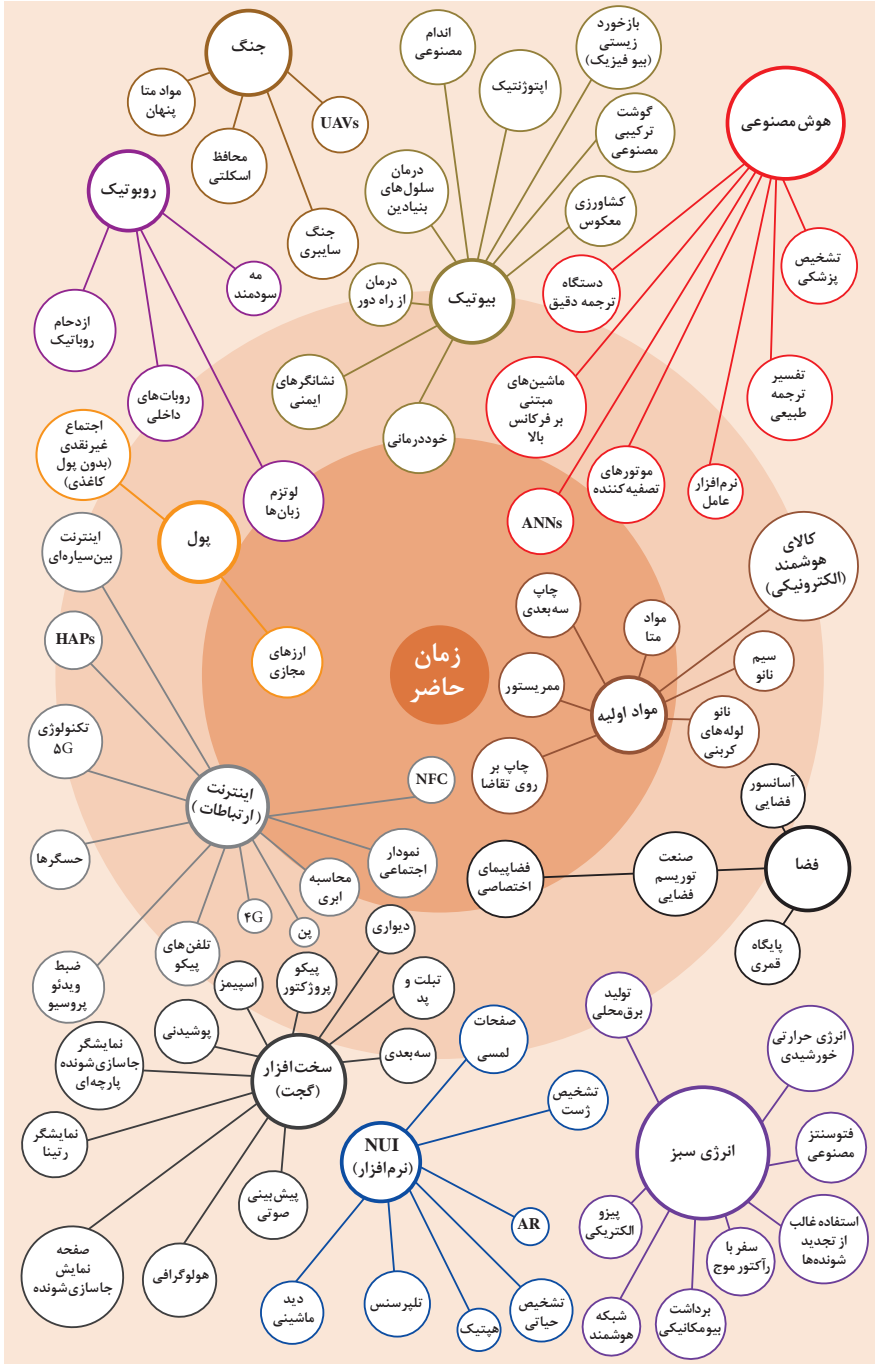 جنگ
مواد متا
پنهان
محافظ
اسکلتی
جنگ
سایبری
UAVs
روبوتیک
ازدحام
روباتیک
روبات‌های
داخلی
لوتزم
زبان‌ها
مه
سودمند
بیوتیک
اندام
مصنوعی
اپتوژنتیک
بازخورد
زیستی
(بیو فیزیک)
گوشت
ترکیبی
مصنوعی
کشاورزی
معکوس
درمان
سلول‌های
بنیادین
درمان
از راه دور
نشانگرهای
ایمنی
خوددرمانی
هوش مصنوعی
تشخیص
پزشکی
تفسیر
ترجمه
طبیعی
نرم‌افزار
عامل
موتورهای
تصفیه‌کننده
ANNs
ماشین‌های
مبتنی
بر فرکانس
بالا
دستگاه
ترجمه دقیق
پول
اجتماع
غیرنقدی
(بدون پول
کاغذی)
ارزهای
مجازی
زمان
حاضر
مواد اولیه
چاپ
سه‌بعدی
مواد
متا
کالای
هوشمند
(الکترونیکی)
سیم
نانو
نانو
لوله‌های
کربنی
ممریستور
چاپ بر
روی تقاضا
اینترنت
(ارتباطات)
اینترنت
بین‌سیاره‌ای
HAPs
تکنولوژی
5G
حسگرها
ضبط
ویدئو
پروسیو
تلفن‌های
پیکو
۴G
پن
محاسبه
ابری
نمودار
اجتماعی
NFC
فضا
آسانسور
فضایی
صنعت
توریسم
فضایی
فضاپیمای
اختصاصی
پایگاه
قمری
سخت‌افزار
(گجت)
دیواری
پیکو
پروژکتور
اسپیمز
تبلت و
پد
سه‌بعدی
پوشیدنی
نمایشگر
جاسازی‌شونده
پارچه‌ای
نمایشگر
رتینا
صفحه
نمایش
جاسازی‌شونده
هولوگرافی
پیش‌بینی
صوتی
NUI
(نرم‌افزار)
صفحات
لمسی
تشخیص
ژست
AR
تشخیص
حیاتی
هپتیک
تلپرسنس
دید
ماشینی
انرژی سبز
تولید
برق‌محلی
انرژی حرارتی
خورشیدی
فتوسنتز
مصنوعی
استفاده غالب
از تجدید
شونده‌ها
سفر با
رآکتور موج
برداشت
بیومکانیکی
شبکه
هوشمند
پیزو
الکتریکی